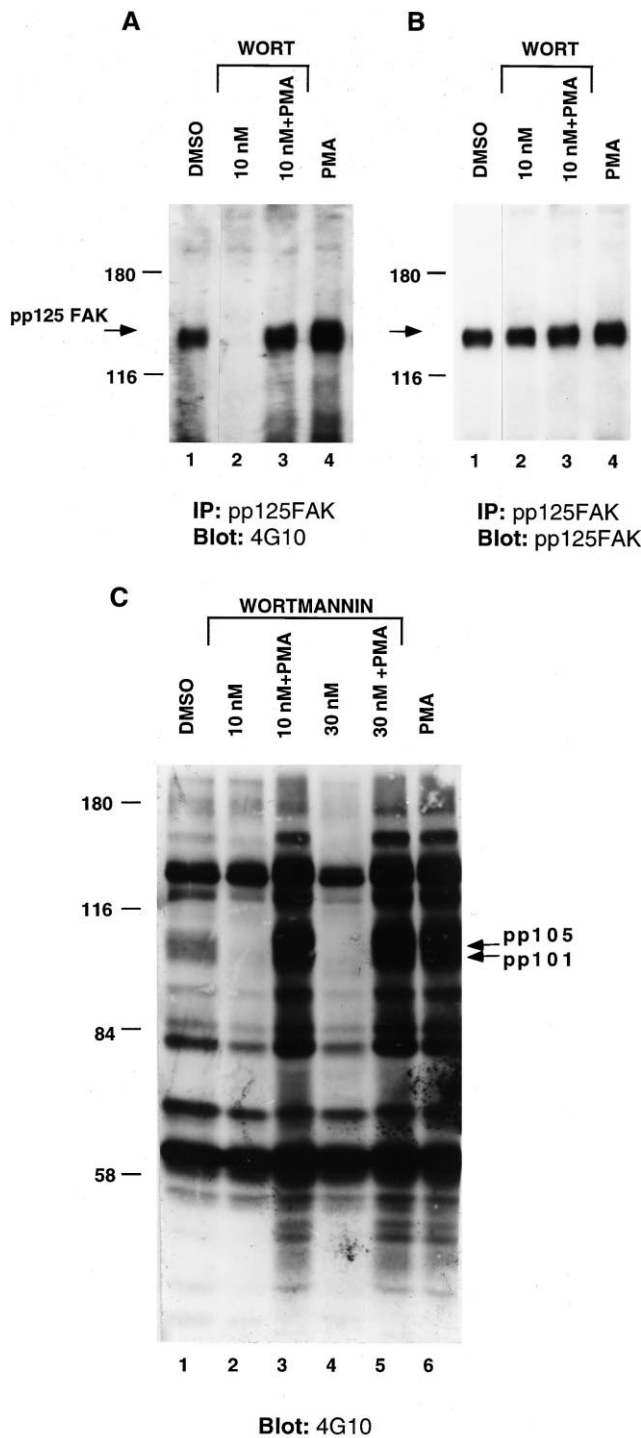 A
WORT
DMSO
10 nM
10 nM+PMA
PMA
180
pp125 FAK
116
1 2 3 4
IP: pp125FAK
Blot: 4G10
B
WORT
DMSO
10 nM
10 nM+PMA
PMA
180
116
1 2 3 4
IP: pp125FAK
Blot: pp125FAK
C
WORTMANNIN
DMSO
10 nM
10 nM+PMA
30 nM
30 nM +PMA
PMA
180
116
pp105
pp101
84
58
1 2 3 4 5 6
Blot: 4G10